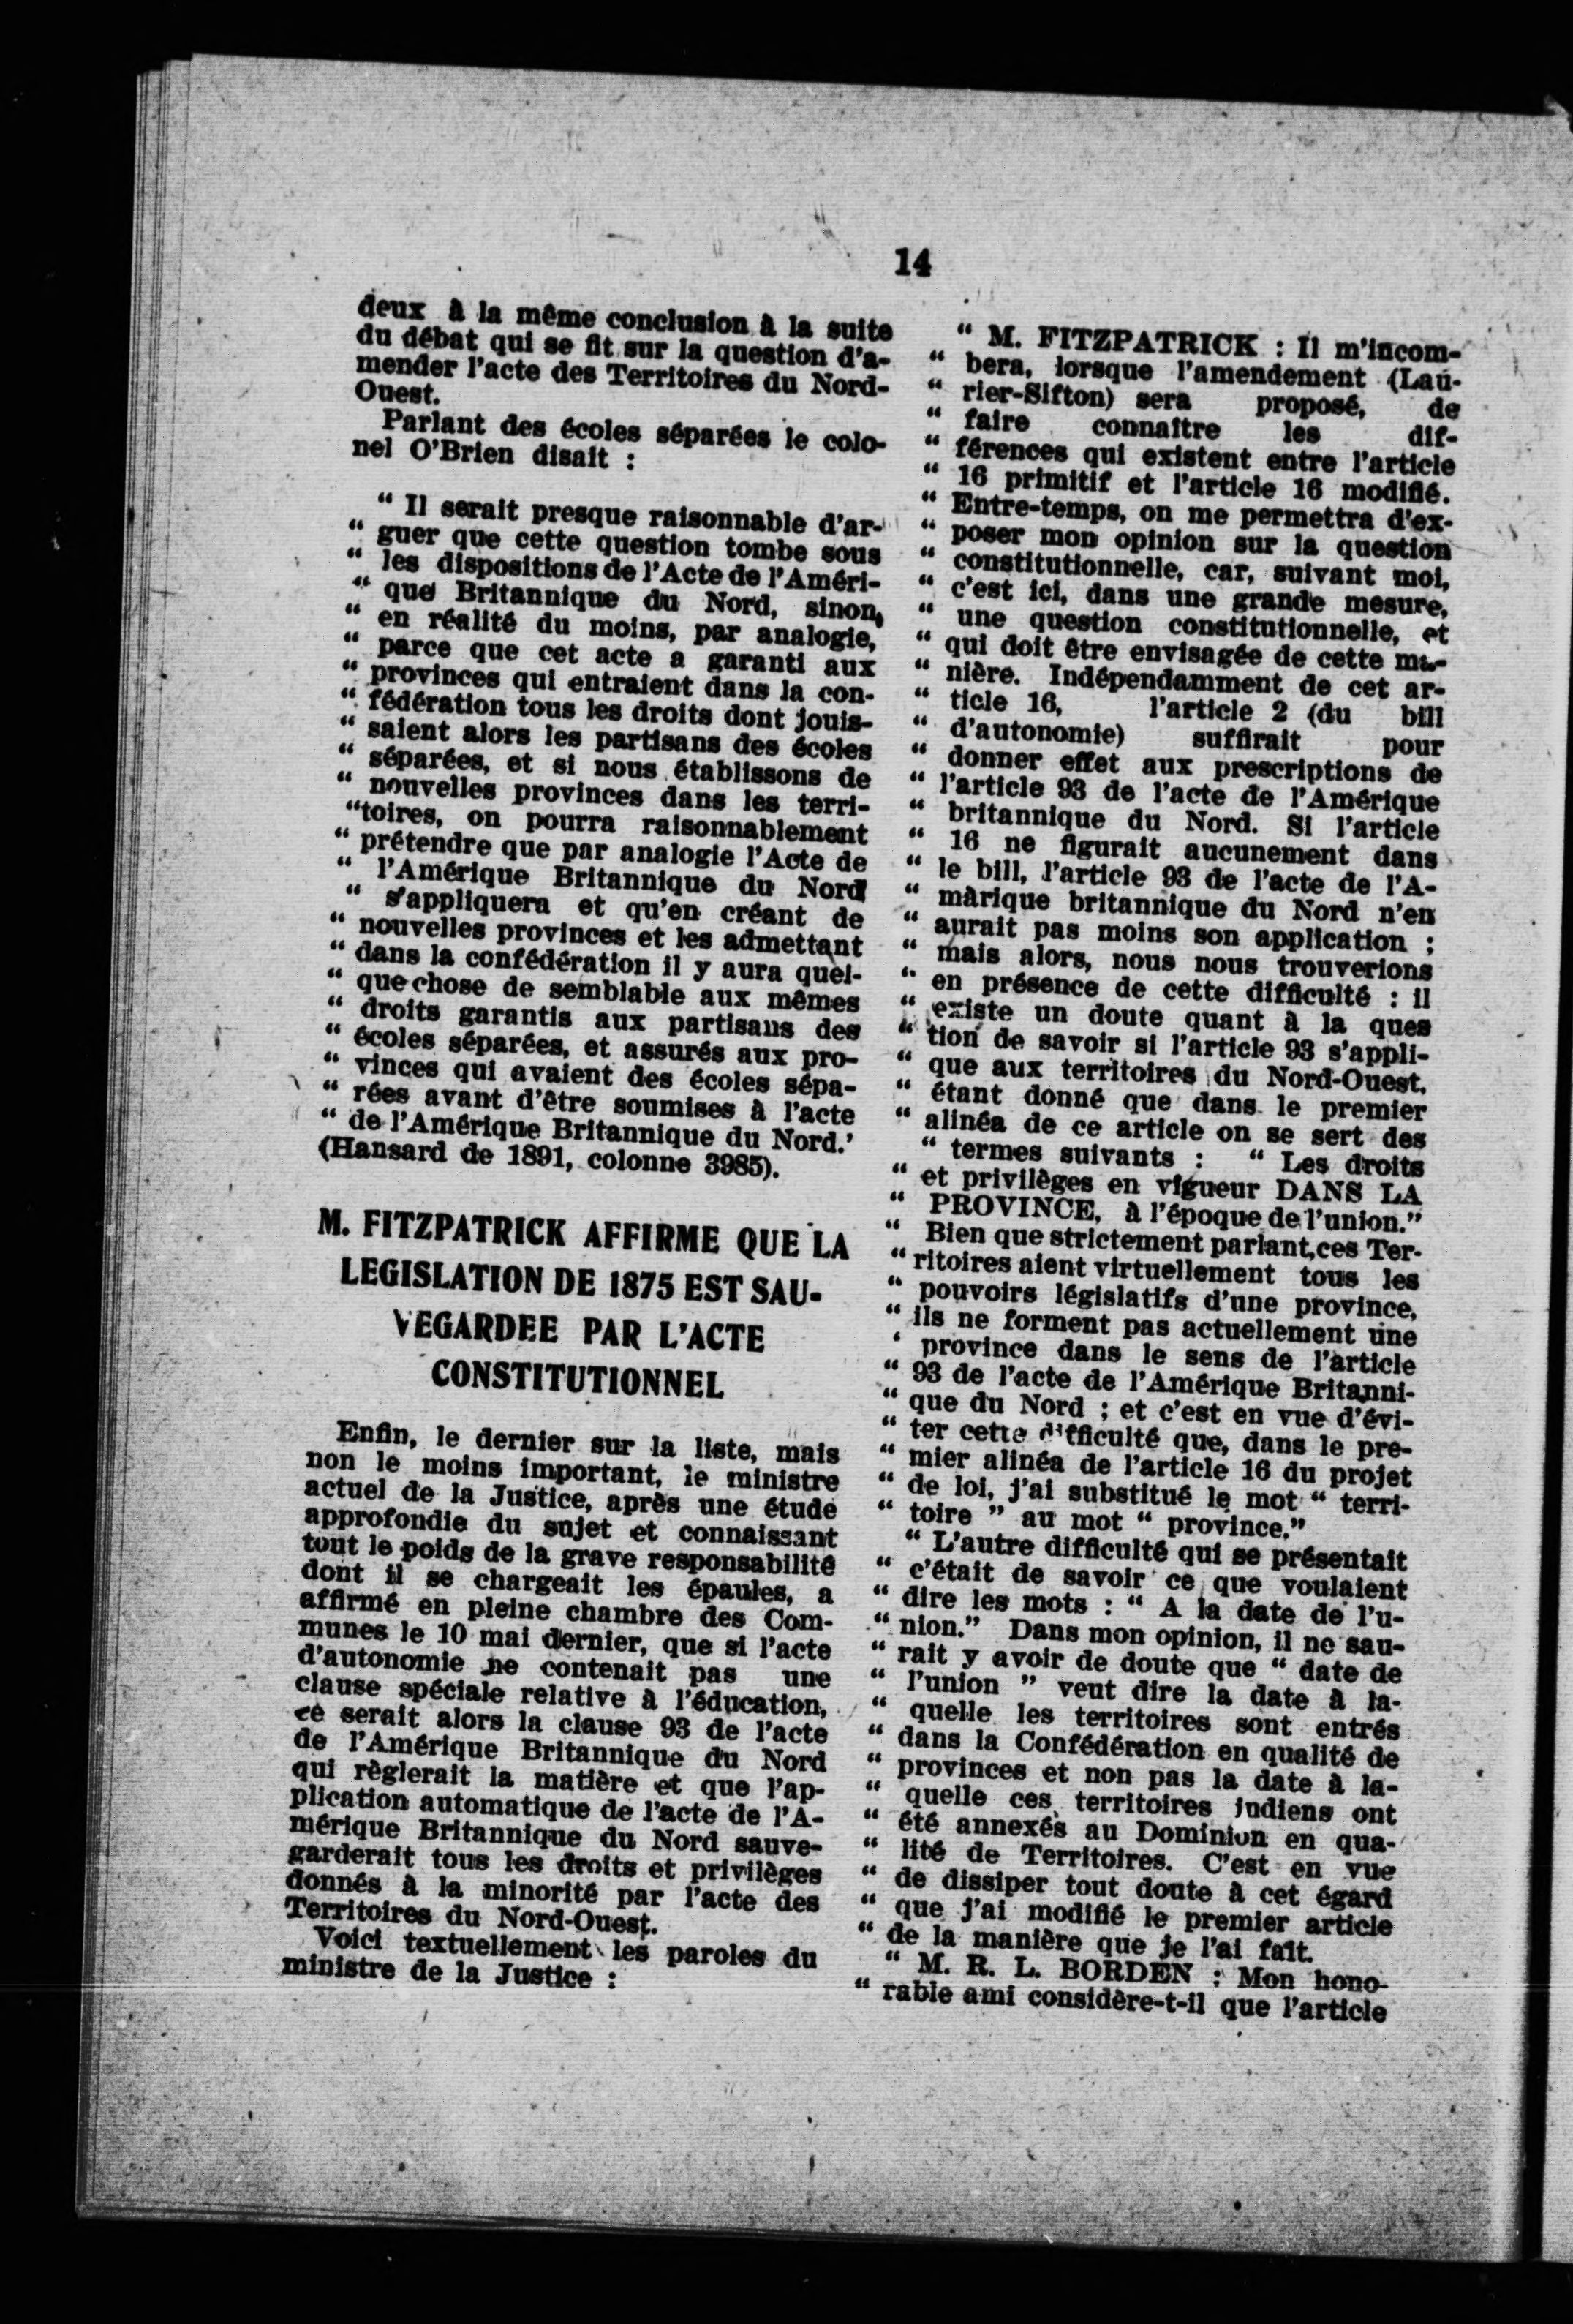 14
deux à la même conclusion à la suite
du débat qui se fit sur la question d'a-
mender l'acte des Territoires du Nord-
Ouest.
Parlant des écoles séparées le colo-
nel O'Brien disait :
“ Il serait presque raisonnable d'ar-
“ guer que cette question tombe sous
“ les dispositions de l'Acte de l'Améri-
“ que Britannique du Nord, sinon,
“ en réalité du moins, par analogie,
“ parce que cet acte a garanti aux
“ provinces qui entraient dans la con-
“ fédération tous les droits dont jouis-
“ saient alors les partisans des écoles
“ séparées, et si nous établissons de
“ nouvelles provinces dans les terri-
“toires, on pourra raisonnablement
“ prétendre que par analogie l'Acte de
“ l'Amérique Britannique du Nord
“ s'appliquera et qu'en créant de
“ nouvelles provinces et les admettant
“ dans la confédération il y aura quel-
“ que chose de semblable aux mêmes
“ droits garantis aux partisans des
“ écoles séparées, et assurés aux pro-
“ vinces qui avaient des écoles sépa-
“ rées avant d'être soumises à l'acte
“ de l'Amérique Britannique du Nord.'
(Hansard de 1891, colonne 3985).
M. FITZPATRICK AFFIRME QUE LA
LEGISLATION DE 1875 EST SAU-
VEGARDEE PAR L'ACTE
CONSTITUTIONNEL
Enfin, le dernier sur la liste, mais
non le moins important, le ministre
actuel de la Justice, après une étude
approfondie du sujet et connaissant
tout le poids de la grave responsabilité
dont il se chargeait les épaules, a
affirmé en pleine chambre des Com-
munes le 10 mai dernier, que si l'acte
d'autonomie ne contenait pas une
clause spéciale relative à l'éducation,
ce serait alors la clause 93 de l'acte
de l'Amérique Britannique du Nord
qui règlerait la matière et que l'ap-
plication automatique de l'acte de l'A-
mérique Britannique du Nord sauve-
garderait tous les droits et privilèges
donnés à la minorité par l'acte des
Territoires du Nord-Ouest.
Voici textuellement les paroles du
ministre de la Justice :
“ M. FITZPATRICK : Il m'incom-
“ bera, lorsque l'amendement (Lau-
“ rier-Sifton) sera proposé, de
“ faire connaître les dif-
“ férences qui existent entre l'article
“ 16 primitif et l'article 16 modifié.
“ Entre-temps, on me permettra d'ex-
“ poser mon opinion sur la question
“ constitutionnelle, car, suivant moi,
“ c'est ici, dans une grande mesure,
“ une question constitutionnelle, et
“ qui doit être envisagée de cette ma-
“ nière. Indépendamment de cet ar-
“ ticle 16, l'article 2 (du bill
“ d'autonomie) suffirait pour
“ donner effet aux prescriptions de
“ l'article 93 de l'acte de l'Amérique
“ britannique du Nord. Si l'article
“ 16 ne figurait aucunement dans
“ le bill, l'article 93 de l'acte de l'A-
“ màrique britannique du Nord n'en
“ aurait pas moins son application ;
“ mais alors, nous nous trouverions
“ en présence de cette difficulté : il
“ existe un doute quant à la ques
“ tion de savoir si l'article 93 s'appli-
“ que aux territoires du Nord-Ouest,
“ étant donné que dans le premier
“ alinéa de ce article on se sert des
“ termes suivants : “ Les droits
“ et privilèges en vigueur DANS LA
“ PROVINCE, à l'époque de l'union.”
“ Bien que strictement parlant, ces Ter-
“ ritoires aient virtuellement tous les
“ pouvoirs législatifs d'une province,
“ ils ne forment pas actuellement une
‘ province dans le sens de l'article
“ 93 de l'acte de l'Amérique Britanni-
“ que du Nord ; et c'est en vue d'évi-
“ ter cette difficulté que, dans le pre-
“ mier alinéa de l'article 16 du projet
“ de loi, j'ai substitué le mot “ terri-
“ toire ” au mot “ province.”
“ L'autre difficulté qui se présentait
“ c'était de savoir ce que voulaient
“ dire les mots : “ A la date de l'u-
“ nion.” Dans mon opinion, il ne sau-
“ rait y avoir de doute que “ date de
“ l'union ” veut dire la date à la-
“ quelle les territoires sont entrés
“ dans la Confédération en qualité de
“ provinces et non pas la date à la-
“ quelle ces territoires judiens ont
“ été annexés au Dominion en qua-
“ lité de Territoires. C'est en vue
“ de dissiper tout doute à cet égard
“ que j'ai modifié le premier article
“ de la manière que je l'ai fait.
“ M. R. L. BORDEN : Mon hono-
“ rable ami considère-t-il que l'article